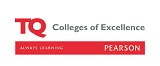 TQ Colleges of Excellence
ALWAYS LEARNING PEARSON